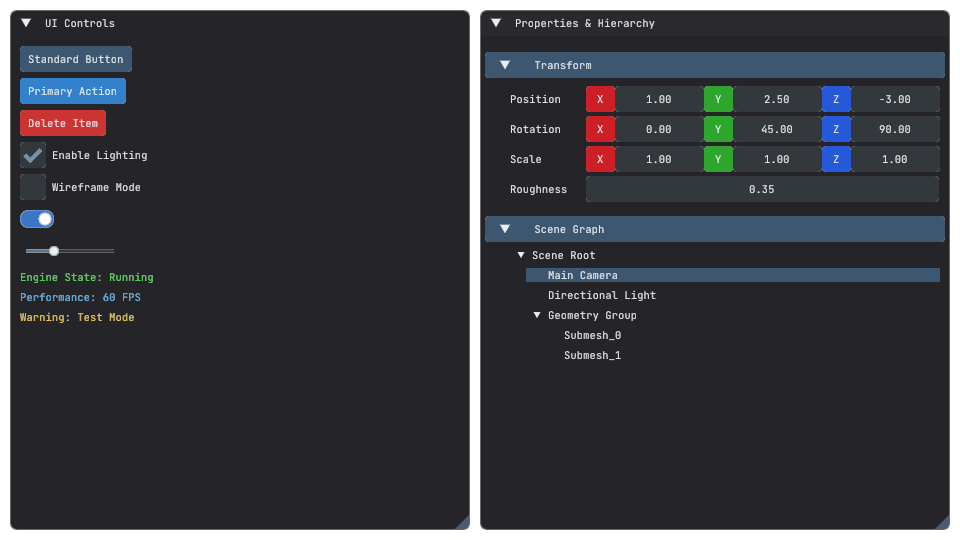 UI Controls
Standard Button
Primary Action
Delete Item
Enable Lighting
Wireframe Mode
Engine State: Running
Performance: 60 FPS
Warning: Test Mode
Properties & Hierarchy
Transform
Position X 1.00 Y 2.50 Z -3.00
Rotation X 0.00 Y 45.00 Z 90.00
Scale X 1.00 Y 1.00 Z 1.00
Roughness 0.35
Scene Graph
Scene Root
Main Camera
Directional Light
Geometry Group
Submesh_0
Submesh_1